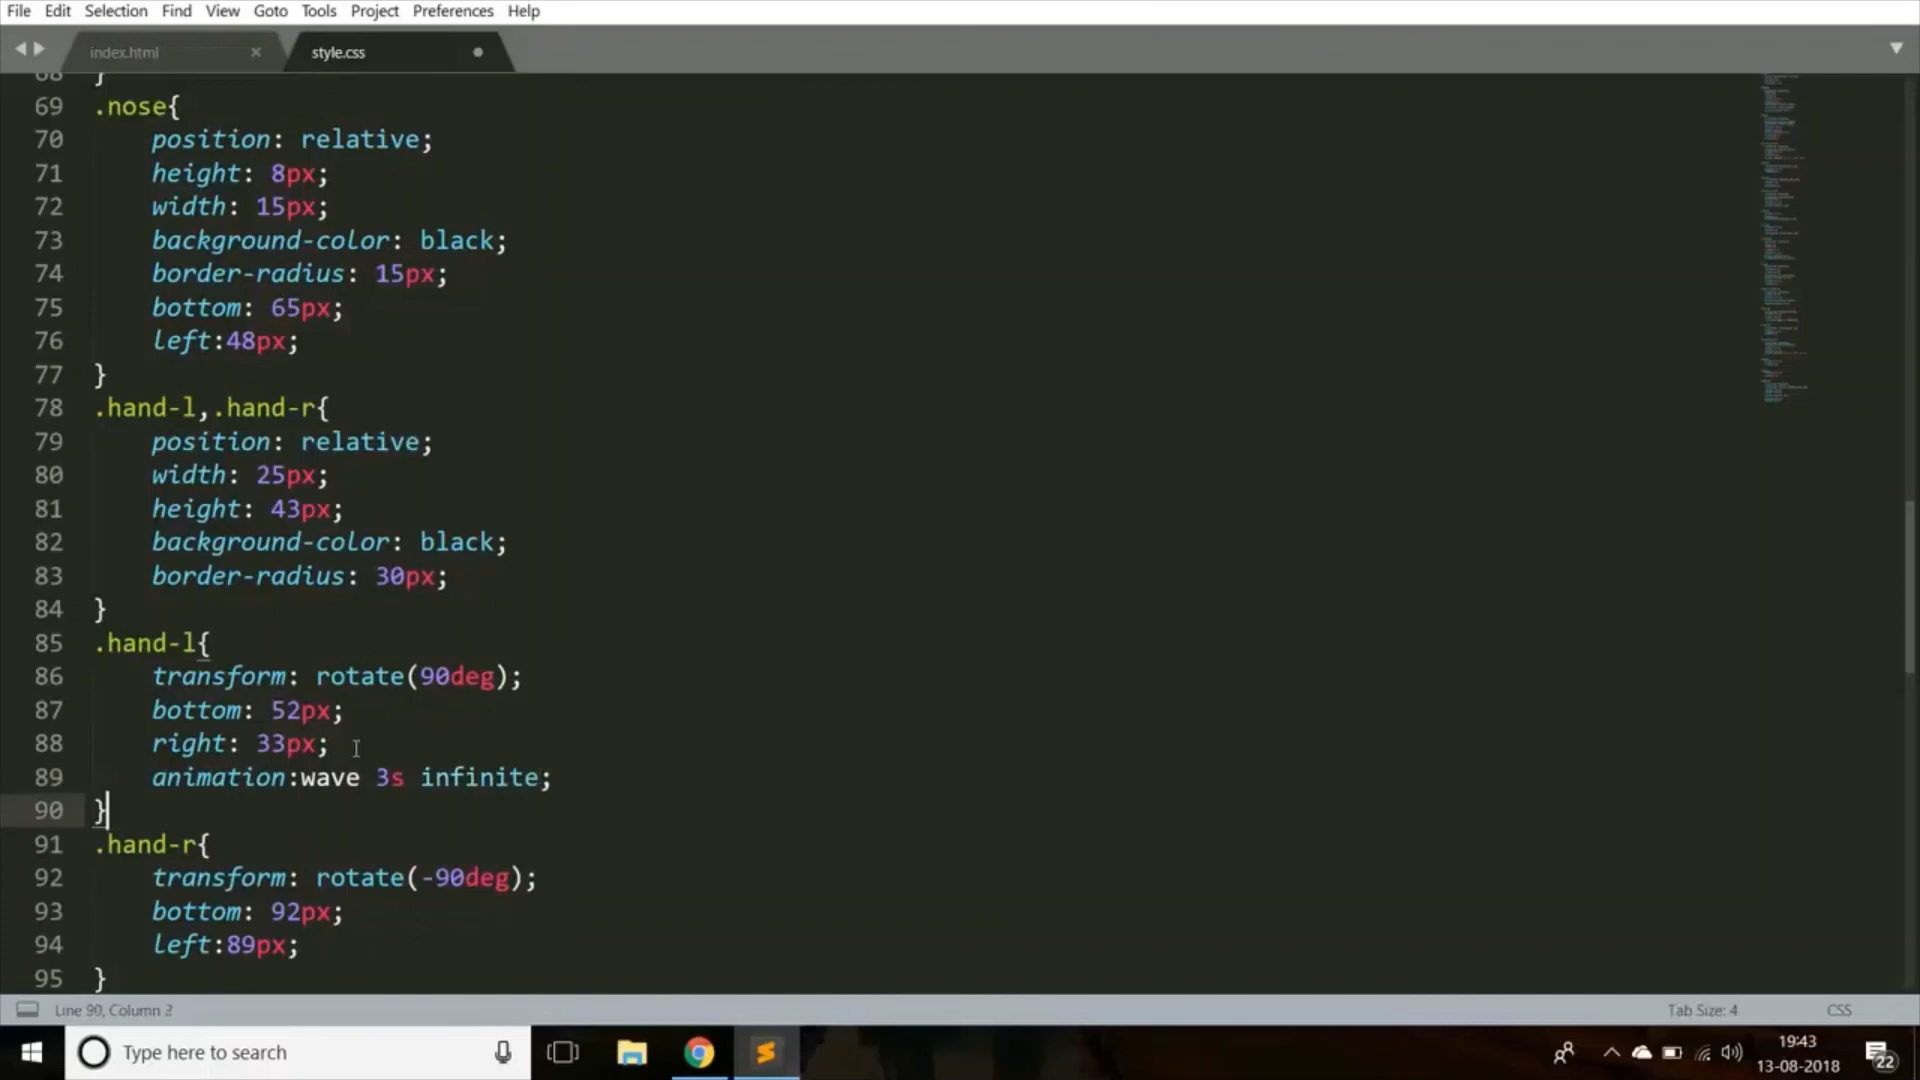 File Edit Selection Find View Goto Tools Project Preferences Help
index.html × style.css
68 }
69 .nose{
70 position: relative;
71 height: 8px;
72 width: 15px;
73 background-color: black;
74 border-radius: 15px;
75 bottom: 65px;
76 left:48px;
77 }
78 .hand-l,.hand-r{
79 position: relative;
80 width: 25px;
81 height: 43px;
82 background-color: black;
83 border-radius: 30px;
84 }
85 .hand-l{
86 transform: rotate(90deg);
87 bottom: 52px;
88 right: 33px;
89 animation:wave 3s infinite;
90 }
91 .hand-r{
92 transform: rotate(-90deg);
93 bottom: 92px;
94 left:89px;
95 }
Line 90, Column 2 Tab Size: 4 CSS
Type here to search
19:43
13-08-2018
22